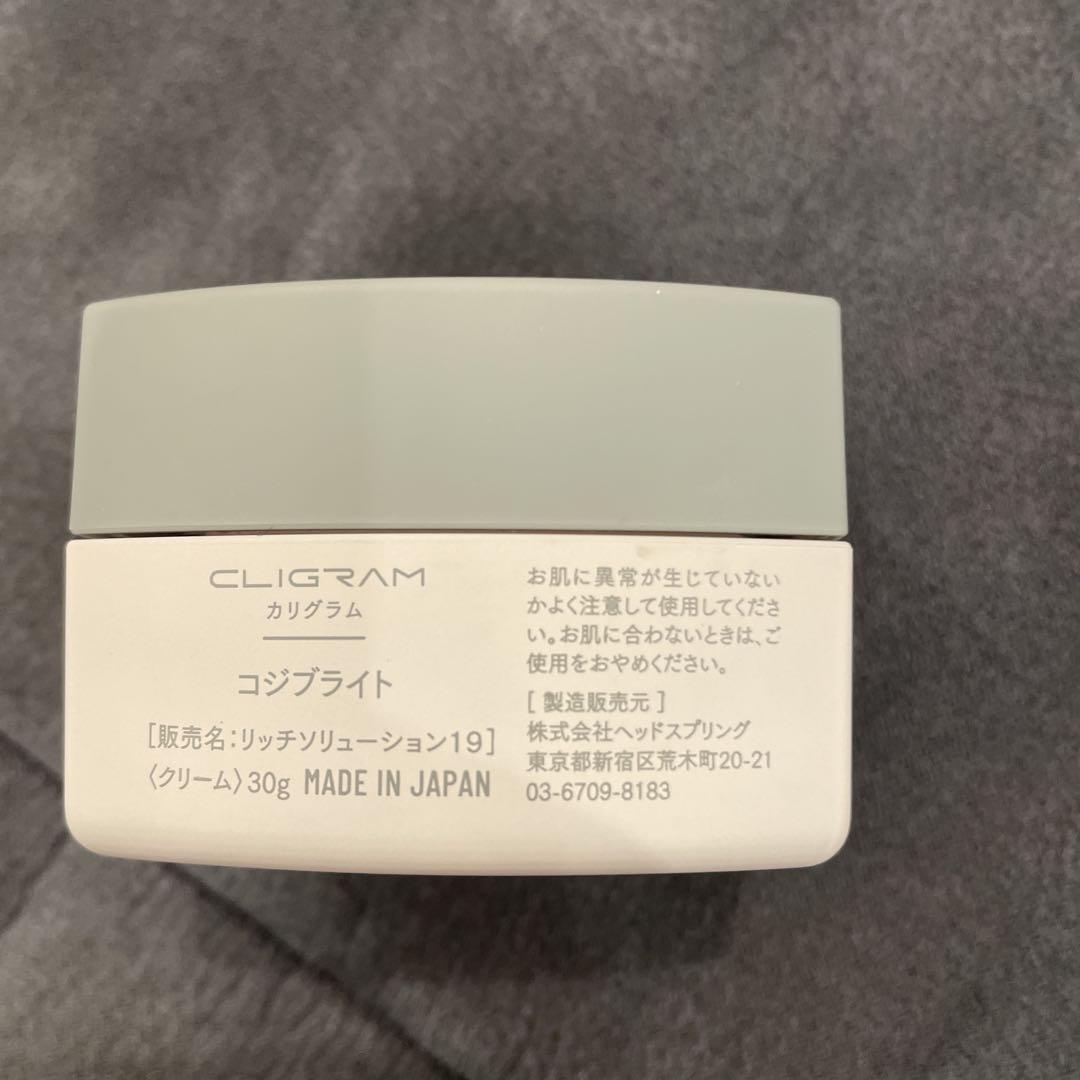 CLIGRAM
カリグラム
コジブライト
[販売名:リッチソリューション19]
〈クリーム〉30g MADE IN JAPAN
お肌に異常が生じていない
かよく注意して使用してくださ
い。お肌に合わないときは、ご
使用をおやめください。
[ 製造販売元 ]
株式会社ヘッドスプリング
東京都新宿区荒木町20-21
03-6709-8183